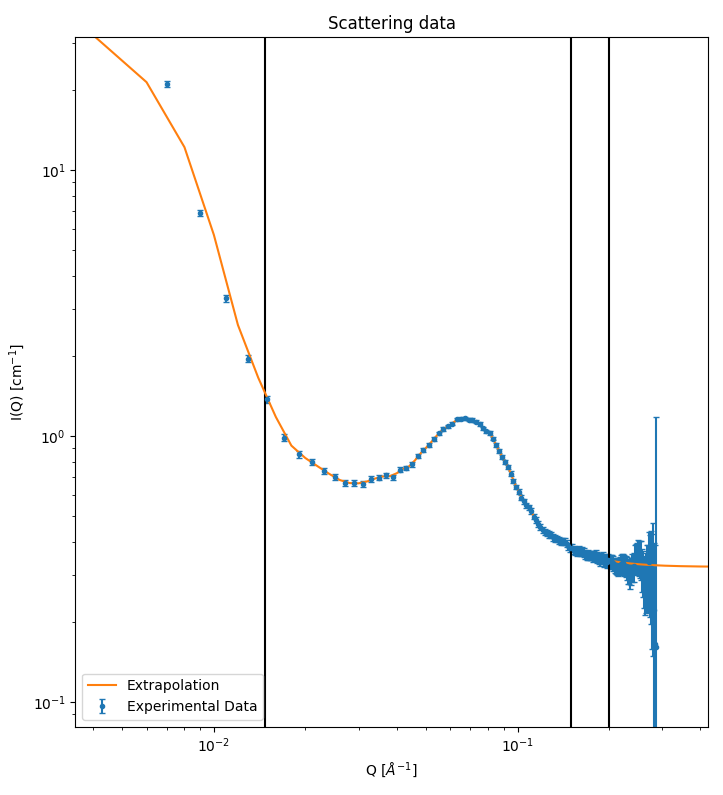 Scattering data
I(Q) [cm⁻¹]
10¹
10⁰
10⁻¹
Extrapolation
Experimental Data
10⁻²
10⁻¹
Q [Å⁻¹]